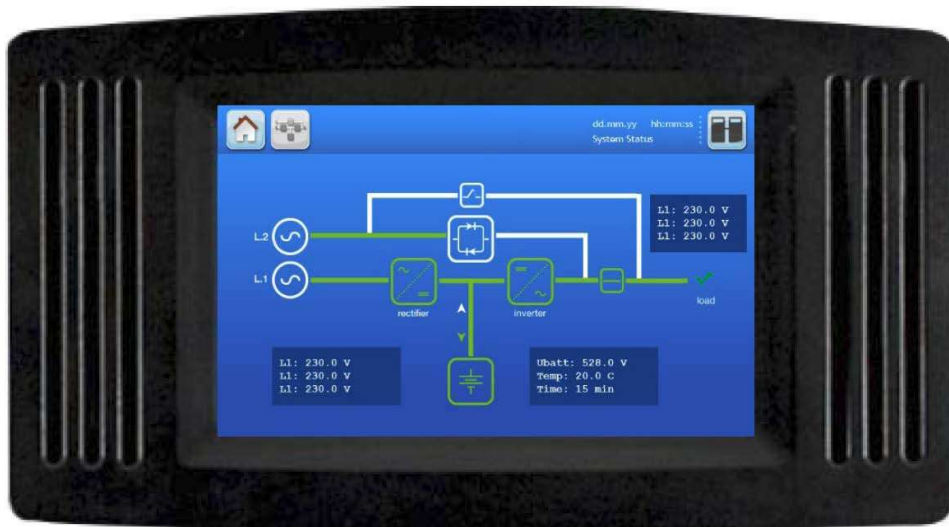 dd.mm.yy hh:mm:ss
System Status
L1: 230.0 V
L1: 230.0 V
L1: 230.0 V
L.2
L.1
load
rectifier
inverter
L1: 230.0 V
L1: 230.0 V
L1: 230.0 V
Ubatt: 528.0 V
Temp: 20.0 C
Time: 15 min